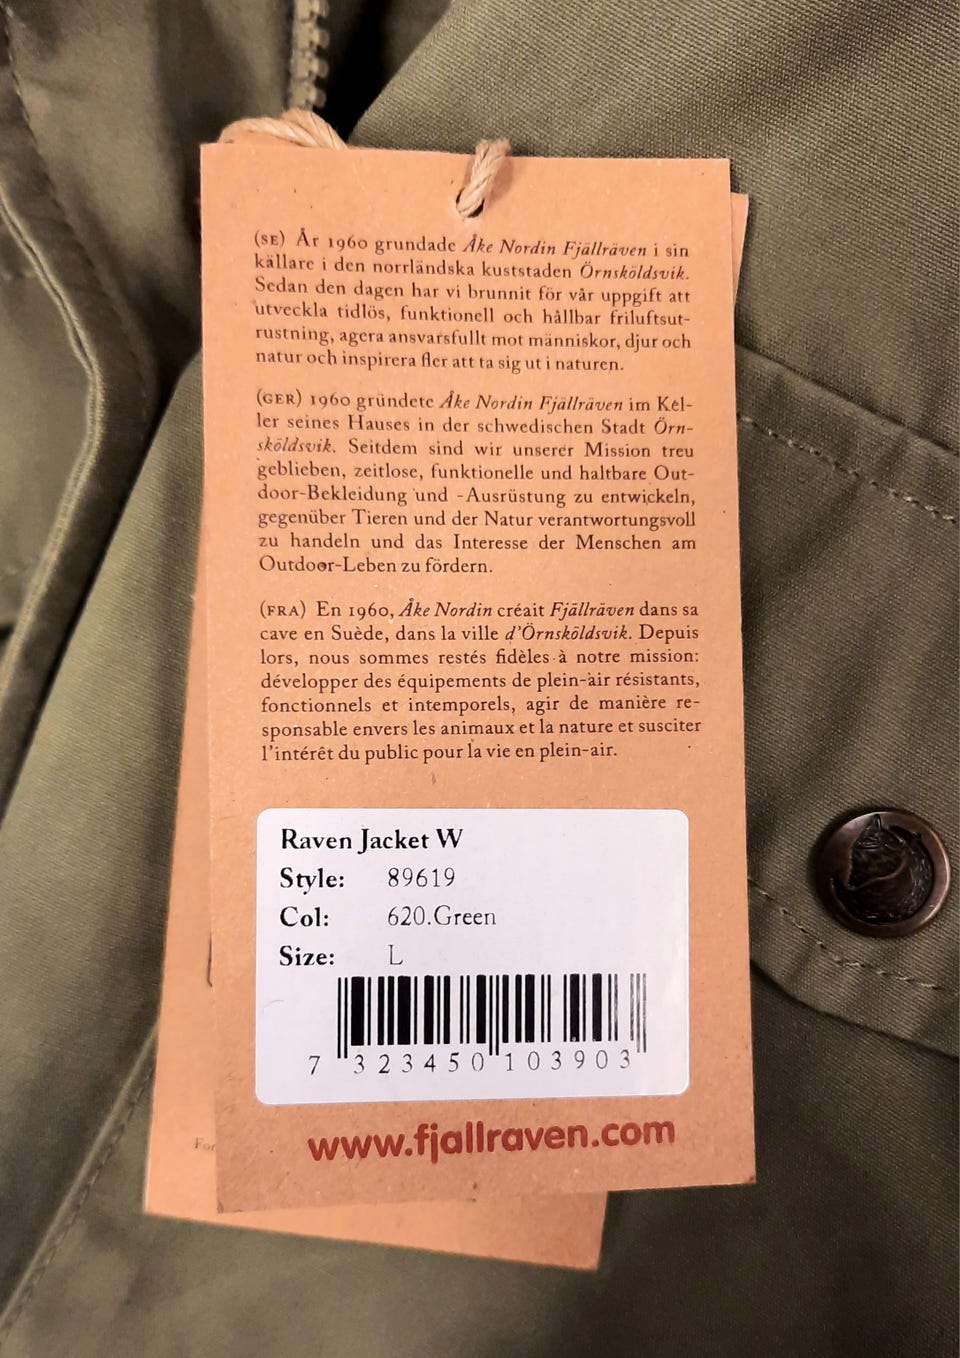 (SE) År 1960 grundade Åke Nordin Fjällräven i sin
källare i den norrländska kuststaden Örnsköldsvik.
Sedan den dagen har vi brunnit för vår uppgift att
utveckla tidlös, funktionell och hållbar friluftsut-
rustning, agera ansvarsfullt mot människor, djur och
natur och inspirera fler att ta sig ut i naturen.
(GER) 1960 gründete Åke Nordin Fjällräven im Kel-
ler seines Hauses in der schwedischen Stadt Örn-
sköldsvik. Seitdem sind wir unserer Mission treu
geblieben, zeitlose, funktionelle und haltbare Out-
door-Bekleidung und -Ausrüstung zu entwickeln,
gegenüber Tieren und der Natur verantwortungsvoll
zu handeln und das Interesse der Menschen am
Outdoor-Leben zu fördern.
(FRA) En 1960, Åke Nordin créait Fjällräven dans sa
cave en Suède, dans la ville d'Örnsköldsvik. Depuis
lors, nous sommes restés fidèles à notre mission:
développer des équipements de plein-air résistants,
fonctionnels et intemporels, agir de manière re-
sponsable envers les animaux et la nature et susciter
l'intérêt du public pour la vie en plein-air.
Raven Jacket W
Style: 89619
Col: 620.Green
Size: L
7 323450 103903
www.fjallraven.com